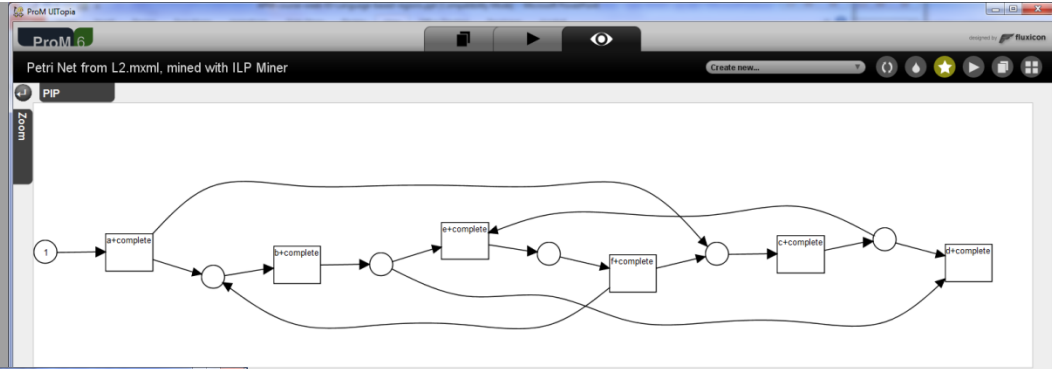 ProM UITopia
ProM 6
designed by fluxicon
Petri Net from L2.mxml, mined with ILP Miner
Create new...
PIP
Zoom
a+complete
b+complete
e+complete
f+complete
c+complete
d+complete
1